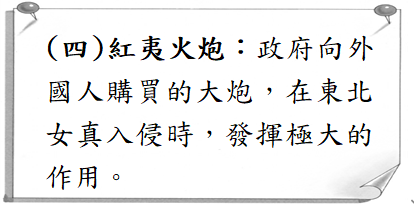 (四)紅夷火炮：政府向外
國人購買的大炮，在東北
女真入侵時，發揮極大的
作用。